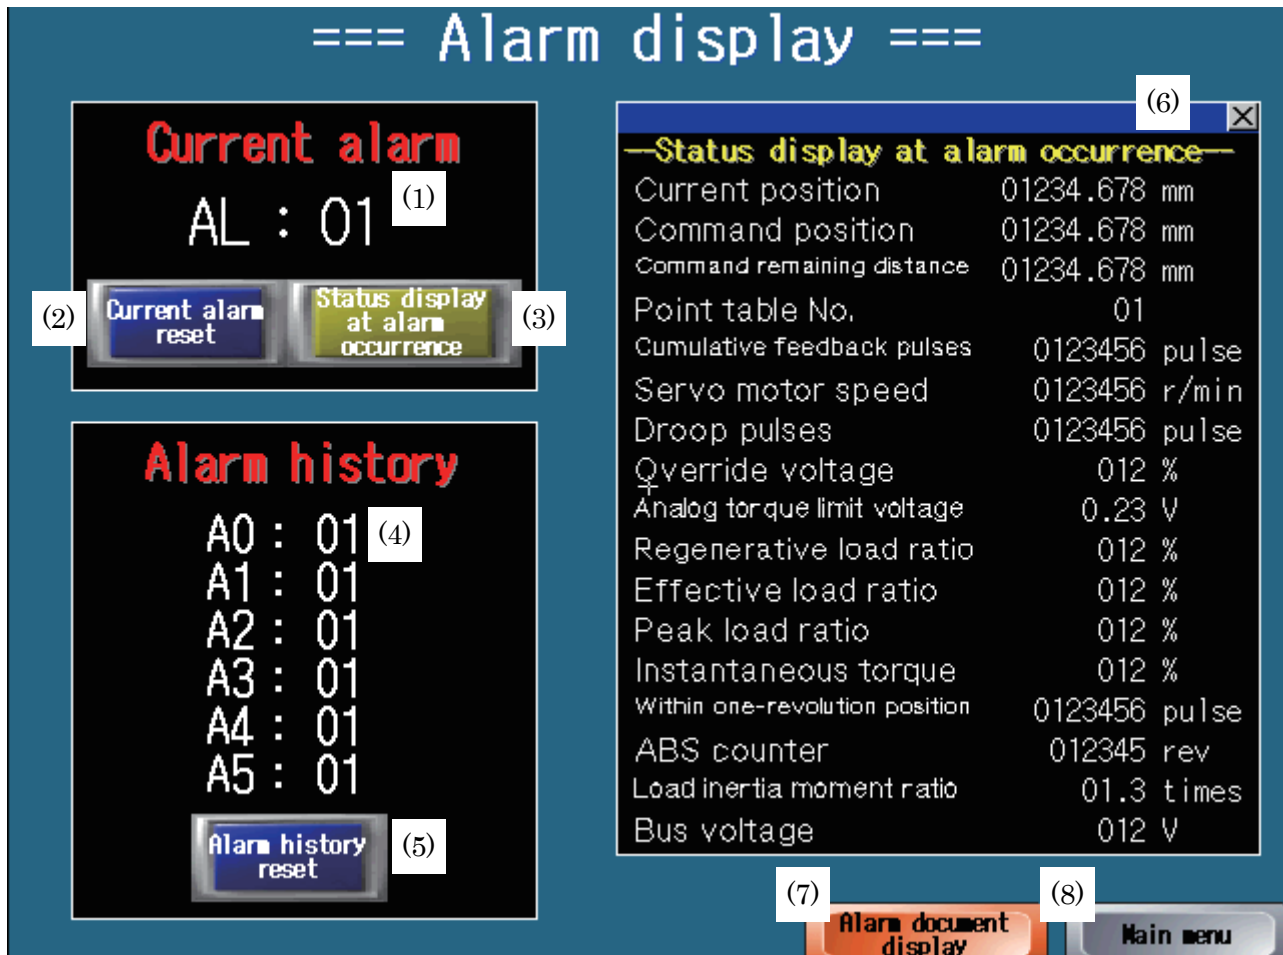 === Alarm display ===
Current alarm
(1)
AL : 01
(2)
Current alarm
reset
Status display
at alarm
occurrence
(3)
Alarm history
A0 : 01
(4)
A1 : 01
A2 : 01
A3 : 01
A4 : 01
A5 : 01
Alarm history
reset
(5)
(6)
—Status display at alarm occurrence—
Current position 01234.678 mm
Command position 01234.678 mm
Command remaining distance 01234.678 mm
Point table No. 01
Cumulative feedback pulses 0123456 pulse
Servo motor speed 0123456 r/min
Droop pulses 0123456 pulse
Override voltage 012 %
Analog torque limit voltage 0.23 V
Regenerative load ratio 012 %
Effective load ratio 012 %
Peak load ratio 012 %
Instantaneous torque 012 %
Within one-revolution position 0123456 pulse
ABS counter 012345 rev
Load inertia moment ratio 01.3 times
Bus voltage 012 V
(7)
Alarm document
display
(8)
Main menu